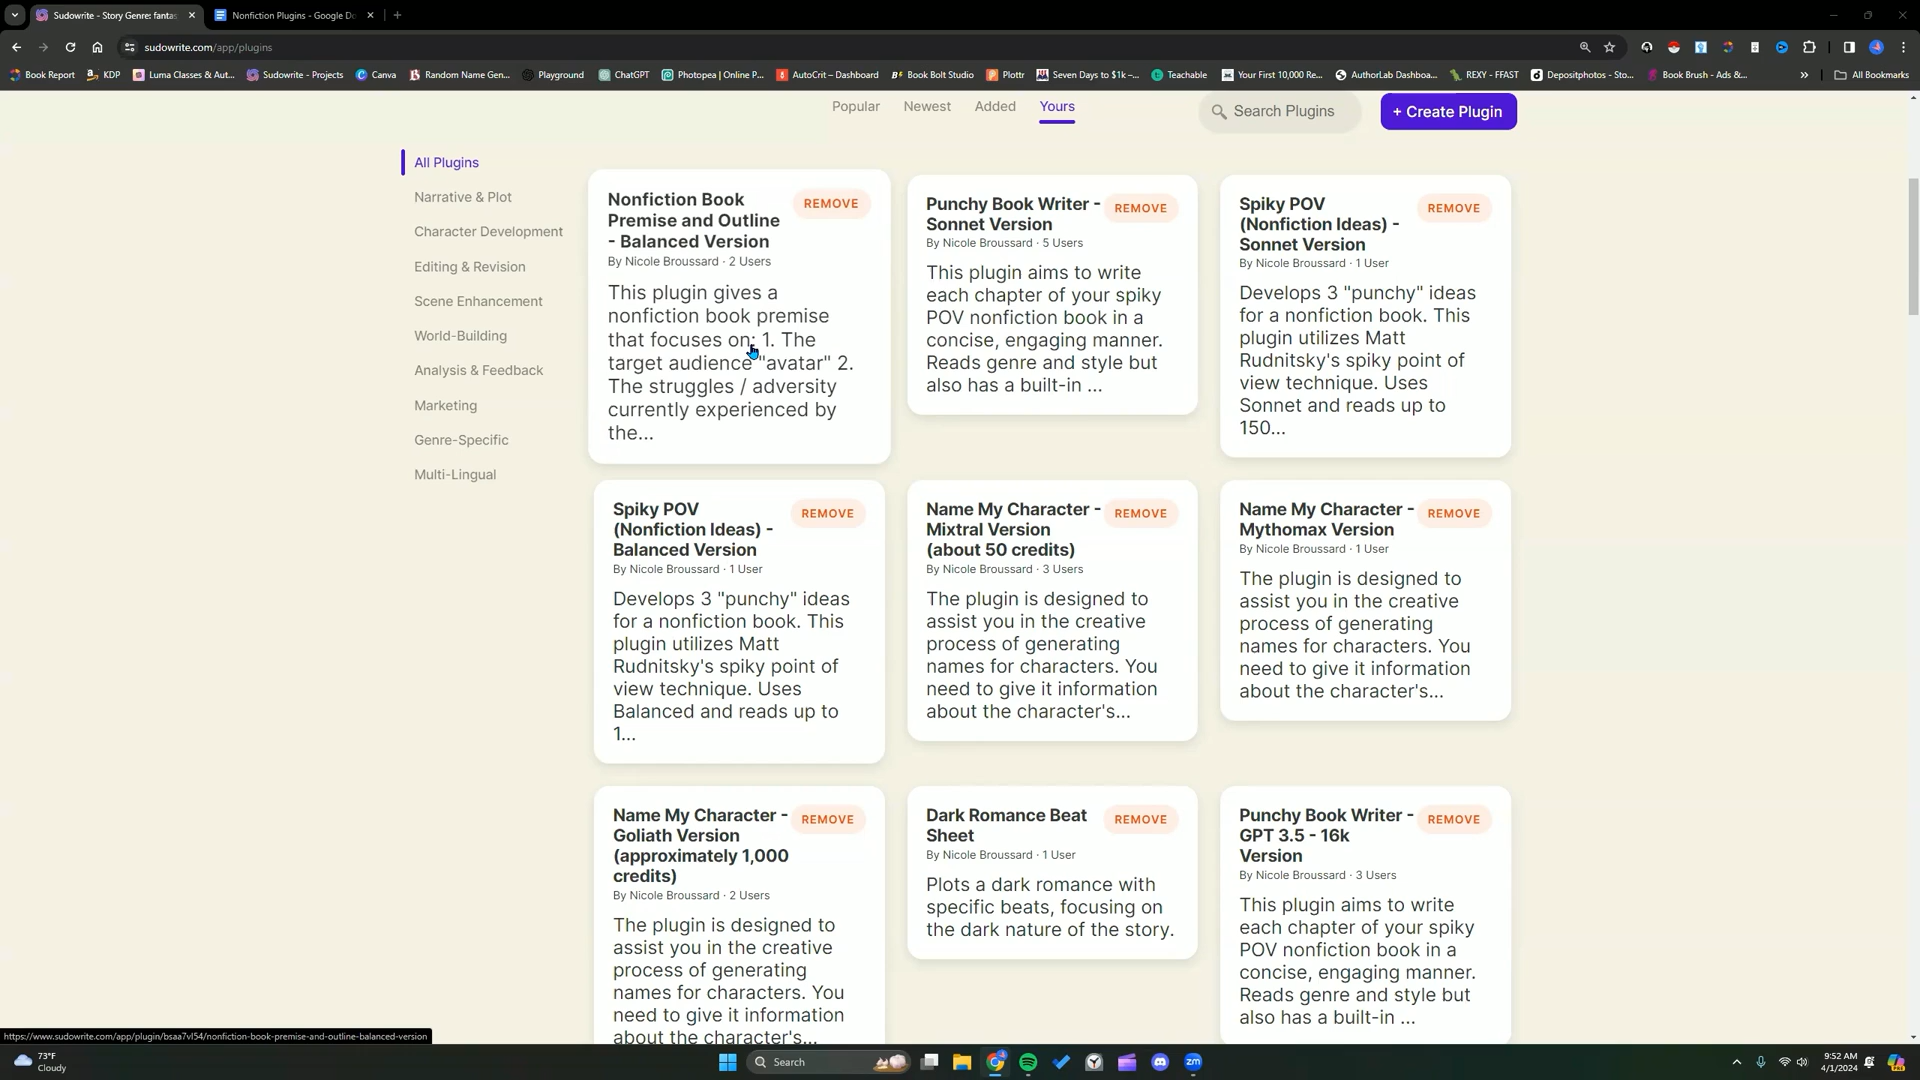 Sudowrite - Story Genre: fantas
Nonfiction Plugins - Google Do
sudowrite.com/app/plugins
Book Report
KDP
Luma Classes & Aut...
Sudowrite - Projects
Canva
Random Name Gen...
Playground
ChatGPT
Photopea | Online P...
AutoCrit – Dashboard
Book Bolt Studio
Plottr
Seven Days to $1k –...
Teachable
Your First 10,000 Re...
AuthorLab Dashboa...
REXY - FFAST
Depositphotos - Sto...
Book Brush - Ads &...
All Bookmarks
Popular
Newest
Added
Yours
Search Plugins
+ Create Plugin
All Plugins
Narrative & Plot
Character Development
Editing & Revision
Scene Enhancement
World-Building
Analysis & Feedback
Marketing
Genre-Specific
Multi-Lingual
Nonfiction Book
Premise and Outline
- Balanced Version
REMOVE
By Nicole Broussard · 2 Users
This plugin gives a
nonfiction book premise
that focuses on: 1. The
target audience "avatar" 2.
The struggles / adversity
currently experienced by
the...
Punchy Book Writer -
Sonnet Version
REMOVE
By Nicole Broussard · 5 Users
This plugin aims to write
each chapter of your spiky
POV nonfiction book in a
concise, engaging manner.
Reads genre and style but
also has a built-in ...
Spiky POV
(Nonfiction Ideas) -
Sonnet Version
REMOVE
By Nicole Broussard · 1 User
Develops 3 "punchy" ideas
for a nonfiction book. This
plugin utilizes Matt
Rudnitsky's spiky point of
view technique. Uses
Sonnet and reads up to
150...
Spiky POV
(Nonfiction Ideas) -
Balanced Version
REMOVE
By Nicole Broussard · 1 User
Develops 3 "punchy" ideas
for a nonfiction book. This
plugin utilizes Matt
Rudnitsky's spiky point of
view technique. Uses
Balanced and reads up to
1...
Name My Character -
Mixtral Version
(about 50 credits)
REMOVE
By Nicole Broussard · 3 Users
The plugin is designed to
assist you in the creative
process of generating
names for characters. You
need to give it information
about the character's...
Name My Character -
Mythomax Version
REMOVE
By Nicole Broussard · 1 User
The plugin is designed to
assist you in the creative
process of generating
names for characters. You
need to give it information
about the character's...
Name My Character -
Goliath Version
(approximately 1,000
credits)
REMOVE
By Nicole Broussard · 2 Users
The plugin is designed to
assist you in the creative
process of generating
names for characters. You
need to give it information
about the character's...
Dark Romance Beat
Sheet
REMOVE
By Nicole Broussard · 1 User
Plots a dark romance with
specific beats, focusing on
the dark nature of the story.
Punchy Book Writer -
GPT 3.5 - 16k
Version
REMOVE
By Nicole Broussard · 3 Users
This plugin aims to write
each chapter of your spiky
POV nonfiction book in a
concise, engaging manner.
Reads genre and style but
also has a built-in ...
https://www.sudowrite.com/app/plugin/bsaa7vl54/nonfiction-book-premise-and-outline-balanced-version
73°F
Cloudy
Search
zm
9:52 AM
4/1/2024